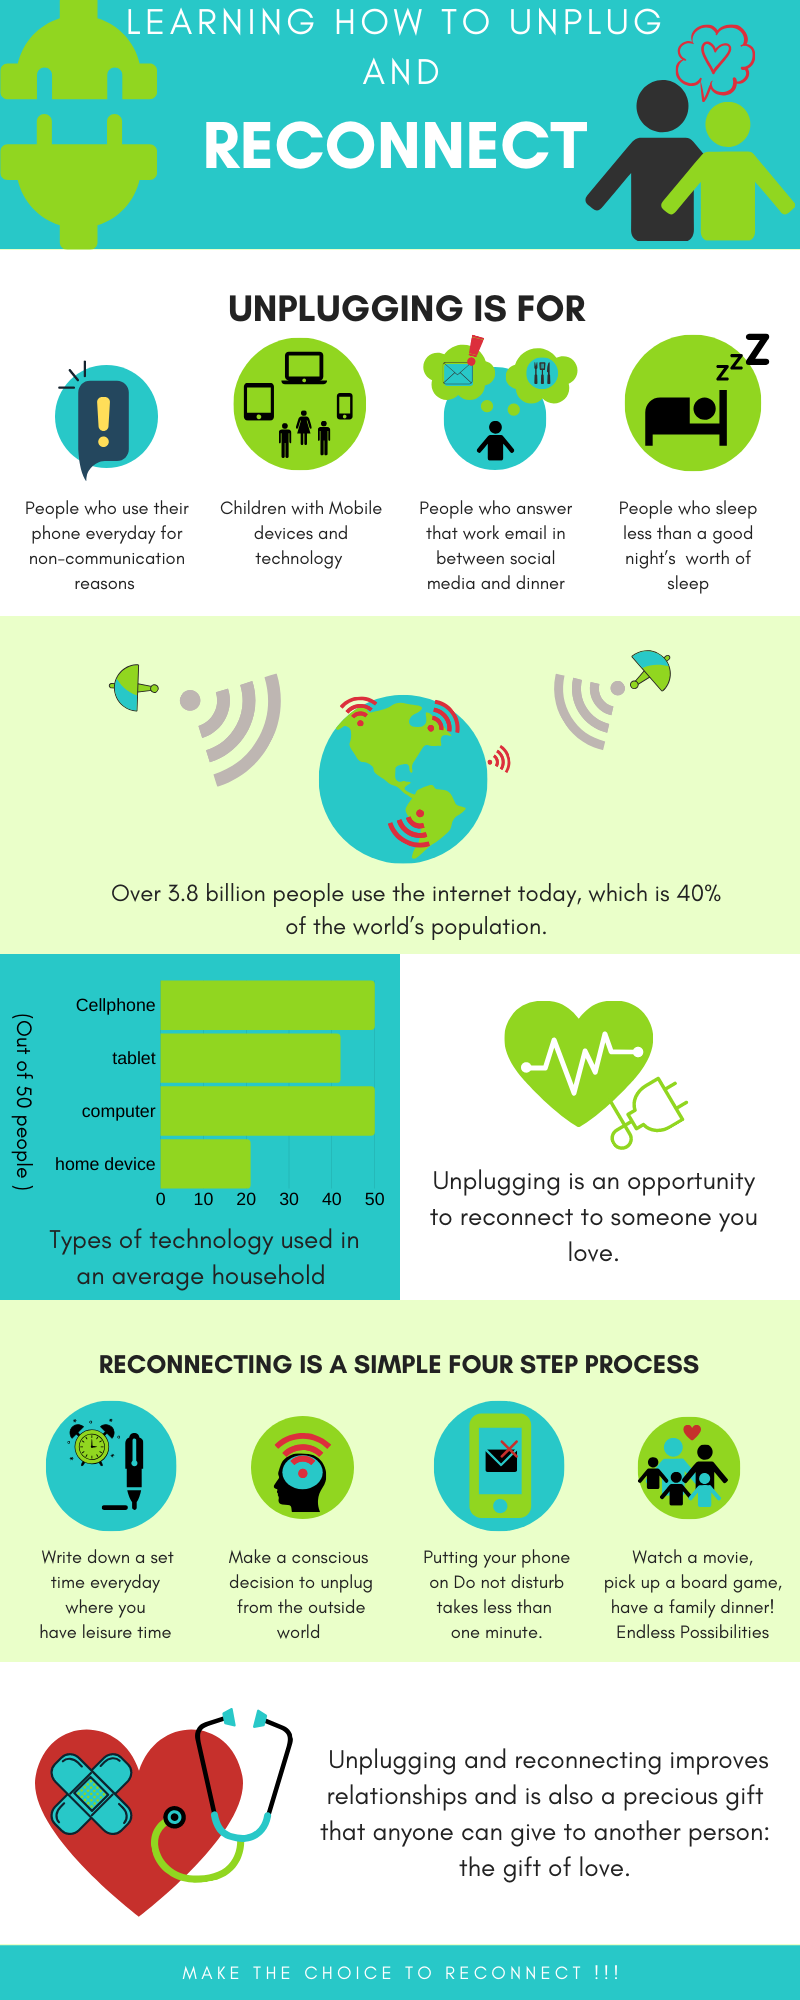 LEARNING HOW TO UNPLUG
AND
RECONNECT
UNPLUGGING IS FOR
People who use their
phone everyday for
non-communication
reasons
Children with Mobile
devices and
technology
People who answer
that work email in
between social
media and dinner
People who sleep
less than a good
night's worth of
sleep
z z Z
Over 3.8 billion people use the internet today, which is 40%
of the world's population.
(Out of 50 people )
Cellphone
tablet
computer
home device
0 10 20 30 40 50
Types of technology used in
an average household
Unplugging is an opportunity
to reconnect to someone you
love.
RECONNECTING IS A SIMPLE FOUR STEP PROCESS
Write down a set
time everyday
where you
have leisure time
Make a conscious
decision to unplug
from the outside
world
Putting your phone
on Do not disturb
takes less than
one minute.
Watch a movie,
pick up a board game,
have a family dinner!
Endless Possibilities
Unplugging and reconnecting improves
relationships and is also a precious gift
that anyone can give to another person:
the gift of love.
MAKE THE CHOICE TO RECONNECT !!!